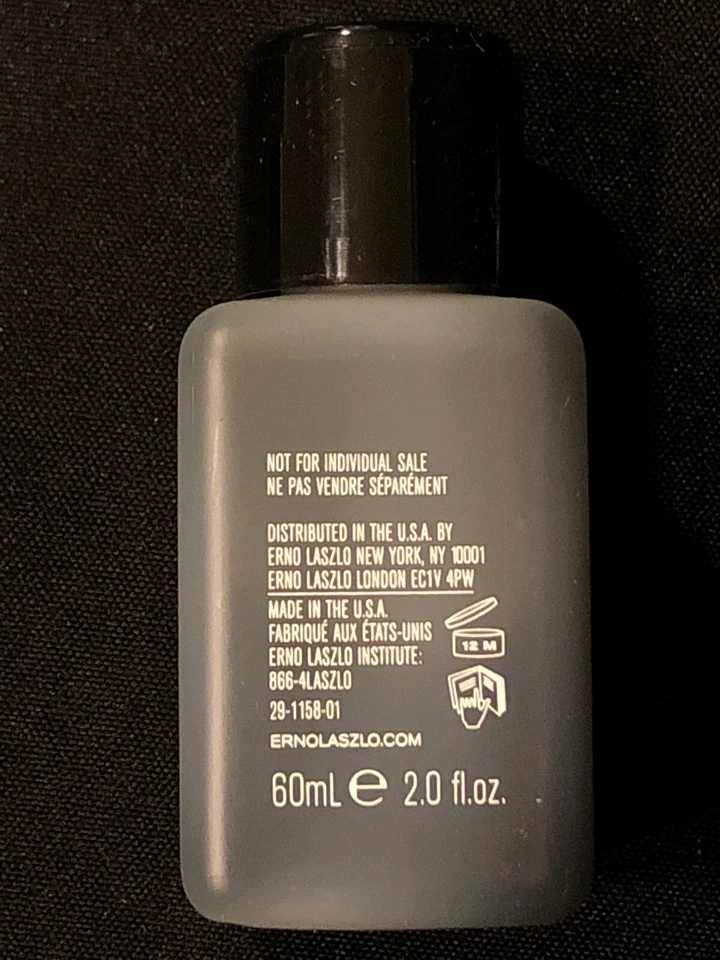 NOT FOR INDIVIDUAL SALE
NE PAS VENDRE SÉPARÉMENT
DISTRIBUTED IN THE U.S.A. BY
ERNO LASZLO NEW YORK, NY 10001
ERNO LASZLO LONDON EC1V 4PW
MADE IN THE U.S.A.
FABRIQUÉ AUX ÉTATS-UNIS
ERNO LASZLO INSTITUTE:
866-4LASZLO
12 M
29-1158-01
ERNOLASZLO.COM
60mL e 2.0 fl.oz.